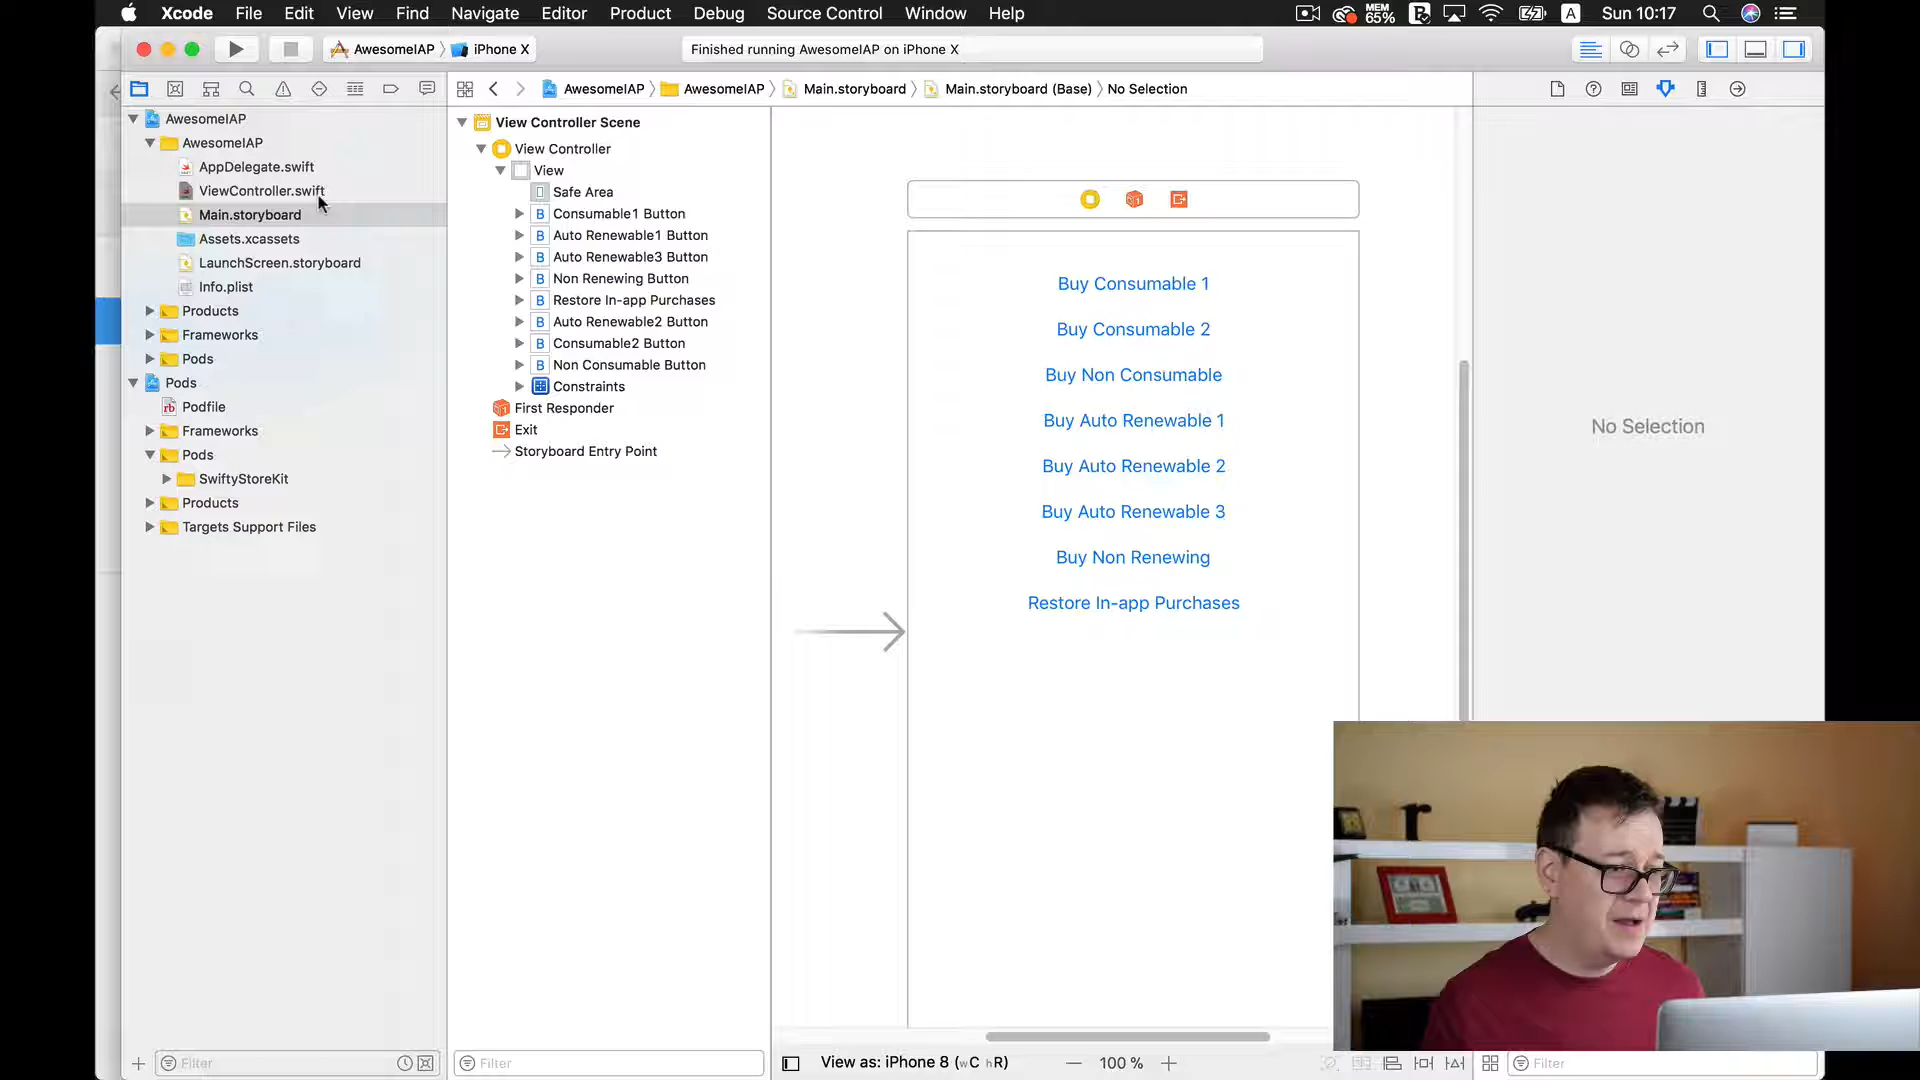 Xcode File Edit View Find Navigate Editor Product Debug Source Control Window Help MEM 65% A Sun 10:17
AwesomeIAP iPhone X Finished running AwesomeIAP on iPhone X
AwesomeIAP AwesomeIAP Main.storyboard Main.storyboard (Base) No Selection
AwesomeIAP
AwesomeIAP
AppDelegate.swift
ViewController.swift
Main.storyboard
Assets.xcassets
LaunchScreen.storyboard
Info.plist
Products
Frameworks
Pods
Pods
rb Podfile
Frameworks
Pods
SwiftyStoreKit
Products
Targets Support Files
Filter
View Controller Scene
View Controller
View
Safe Area
B Consumable1 Button
B Auto Renewable1 Button
B Auto Renewable3 Button
B Non Renewing Button
B Restore In-app Purchases
B Auto Renewable2 Button
B Consumable2 Button
B Non Consumable Button
Constraints
First Responder
Exit
Storyboard Entry Point
Filter
Buy Consumable 1
Buy Consumable 2
Buy Non Consumable
Buy Auto Renewable 1
Buy Auto Renewable 2
Buy Auto Renewable 3
Buy Non Renewing
Restore In-app Purchases
View as: iPhone 8 (wC hR) — 100 % +
No Selection
Filter